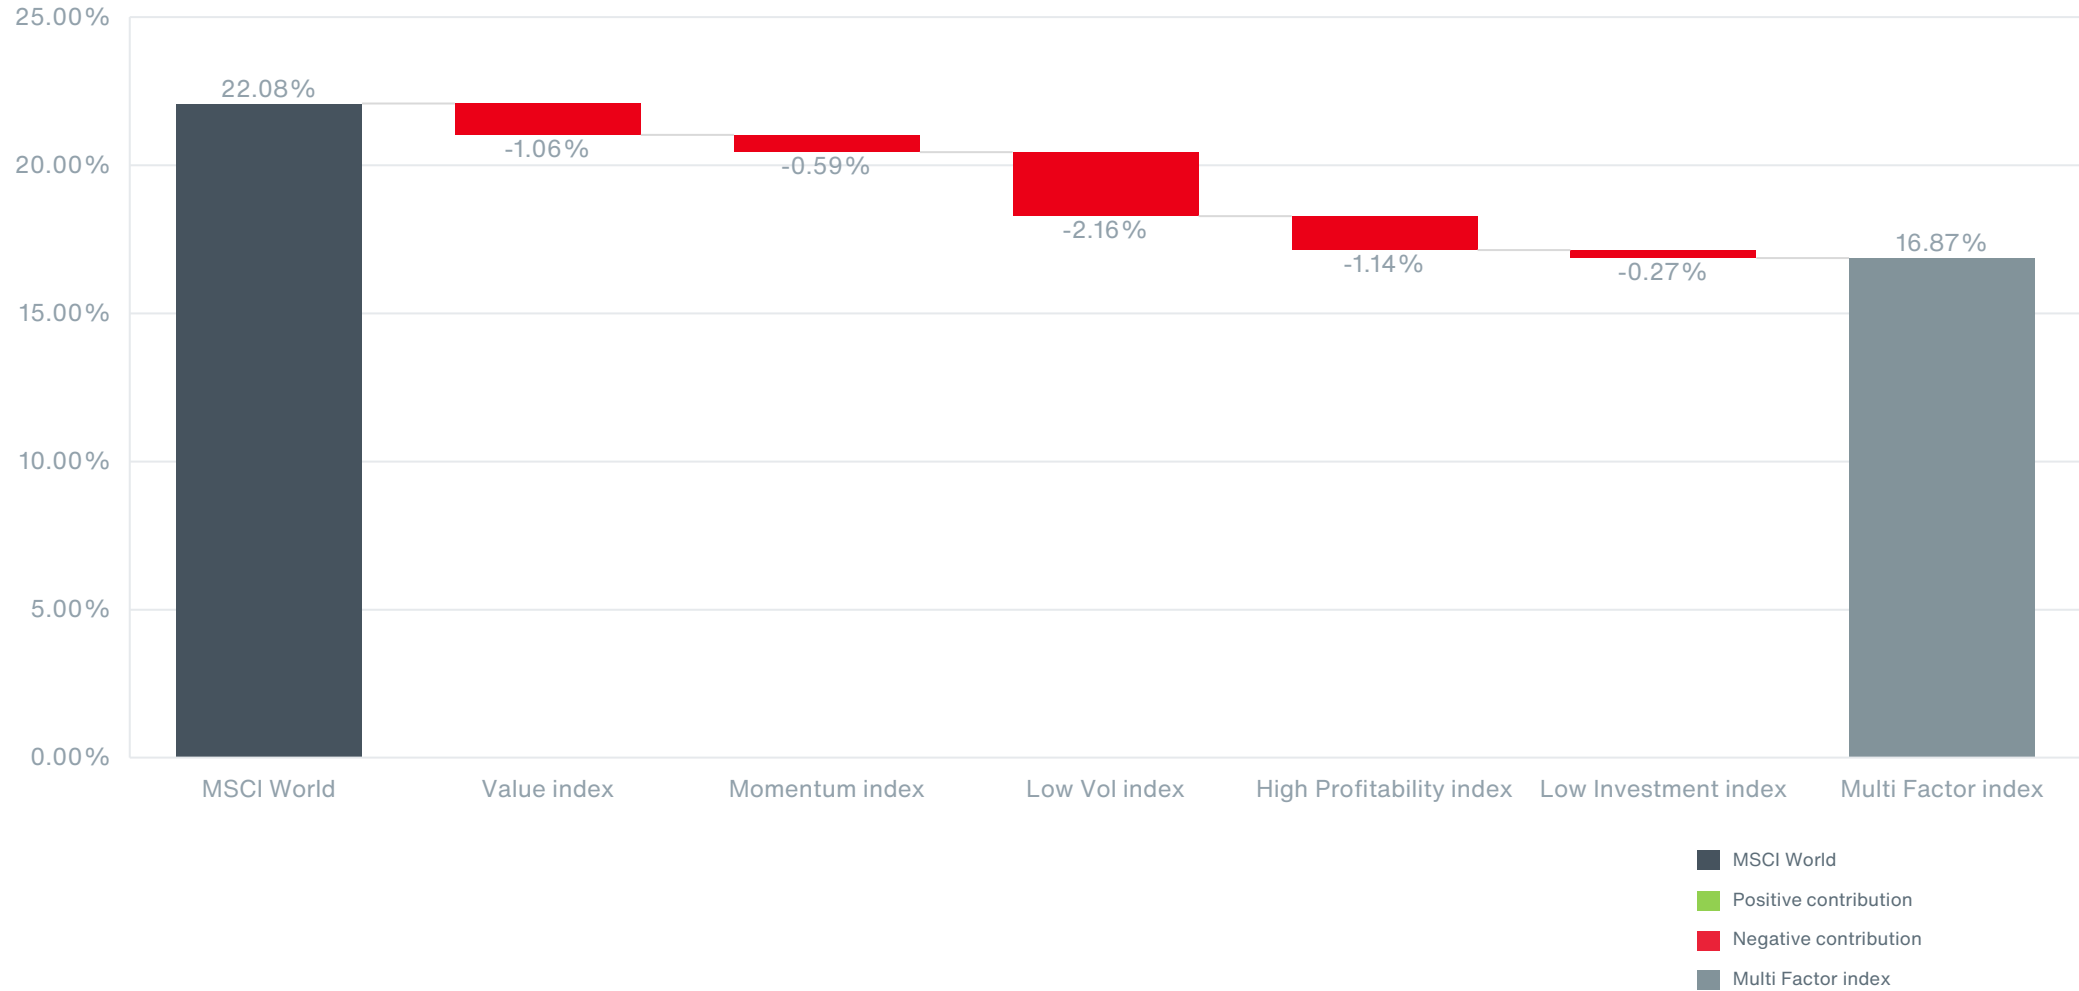 25.00%
20.00%
15.00%
10.00%
5.00%
0.00%
22.08%
-1.06%
-0.59%
-2.16%
-1.14%
-0.27%
16.87%
MSCI World
Value index
Momentum index
Low Vol index
High Profitability index
Low Investment index
Multi Factor index
MSCI World
Positive contribution
Negative contribution
Multi Factor index